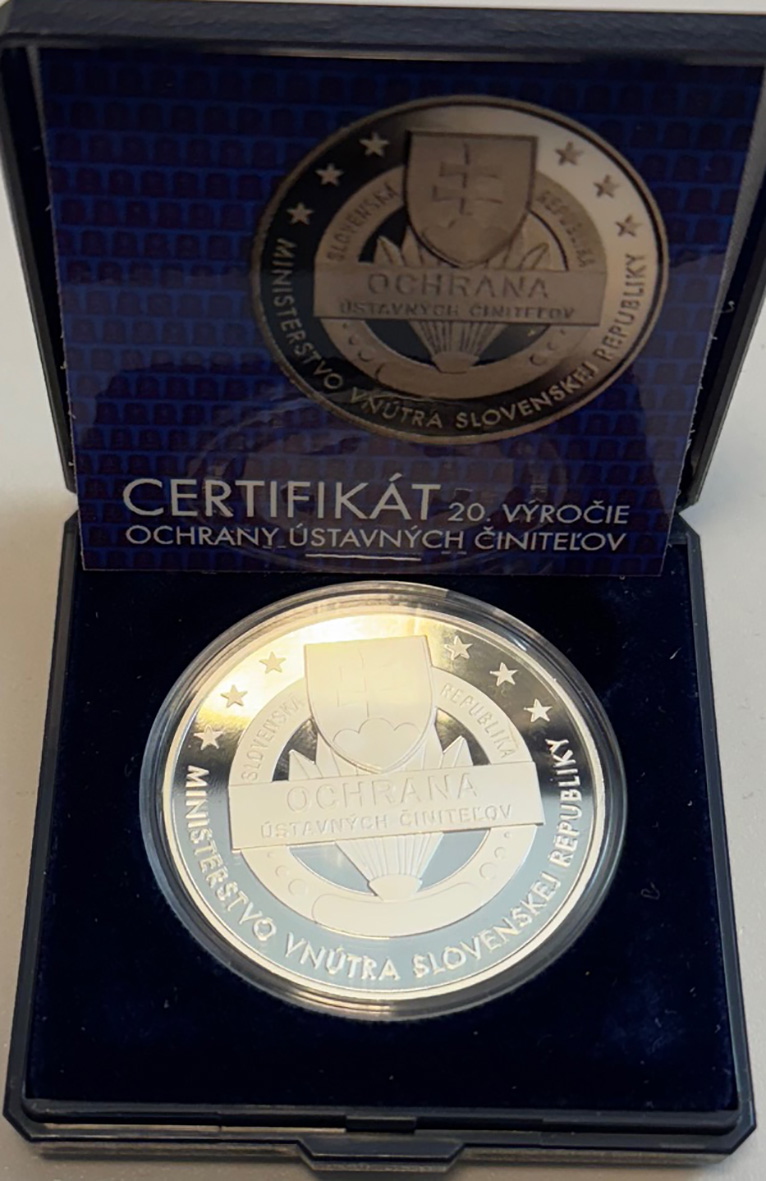 SLOVENSKÁ REPUBLIKA
OCHRANA
ÚSTAVNÝCH ČINITEĽOV
MINISTERSTVO VNÚTRA SLOVENSKEJ REPUBLIKY
CERTIFIKÁT 20. VÝROČIE
OCHRANY ÚSTAVNÝCH ČINITEĽOV
SLOVENSKÁ REPUBLIKA
OCHRANA
ÚSTAVNÝCH ČINITEĽOV
MINISTERSTVO VNÚTRA SLOVENSKEJ REPUBLIKY